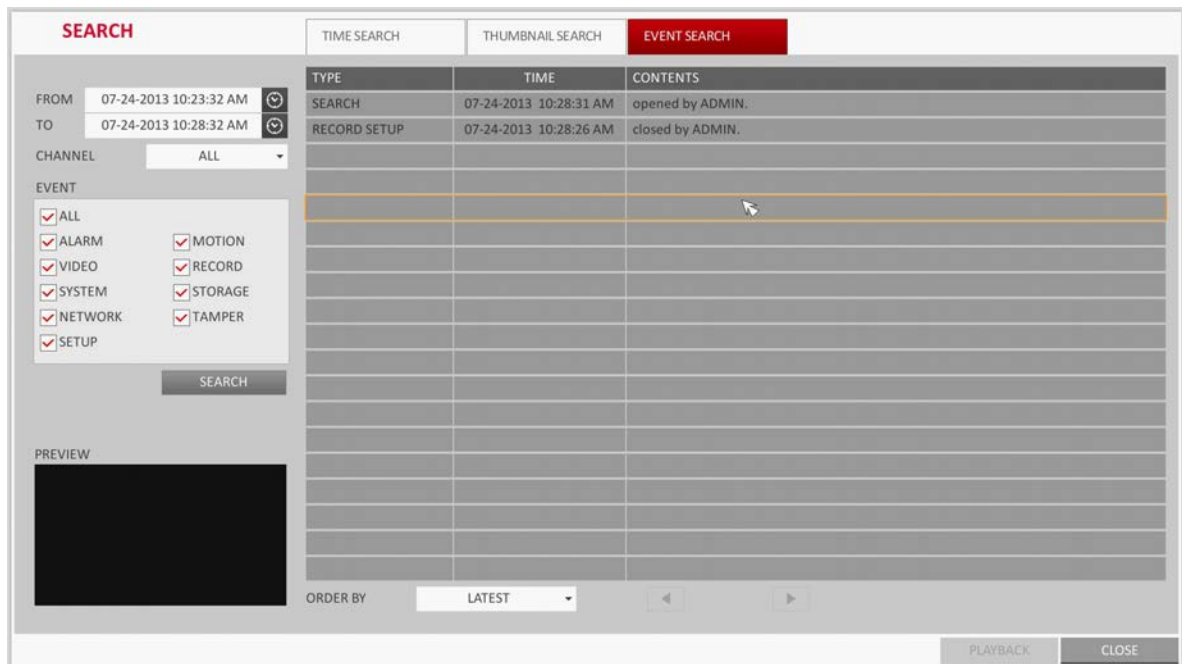 SEARCH
TIME SEARCH
THUMBNAIL SEARCH
EVENT SEARCH
FROM 07-24-2013 10:23:32 AM
TO 07-24-2013 10:28:32 AM
CHANNEL ALL
EVENT
ALL
ALARM MOTION
VIDEO RECORD
SYSTEM STORAGE
NETWORK TAMPER
SETUP
SEARCH
PREVIEW
TYPE TIME CONTENTS
SEARCH 07-24-2013 10:28:31 AM opened by ADMIN.
RECORD SETUP 07-24-2013 10:28:26 AM closed by ADMIN.
ORDER BY LATEST
PLAYBACK CLOSE